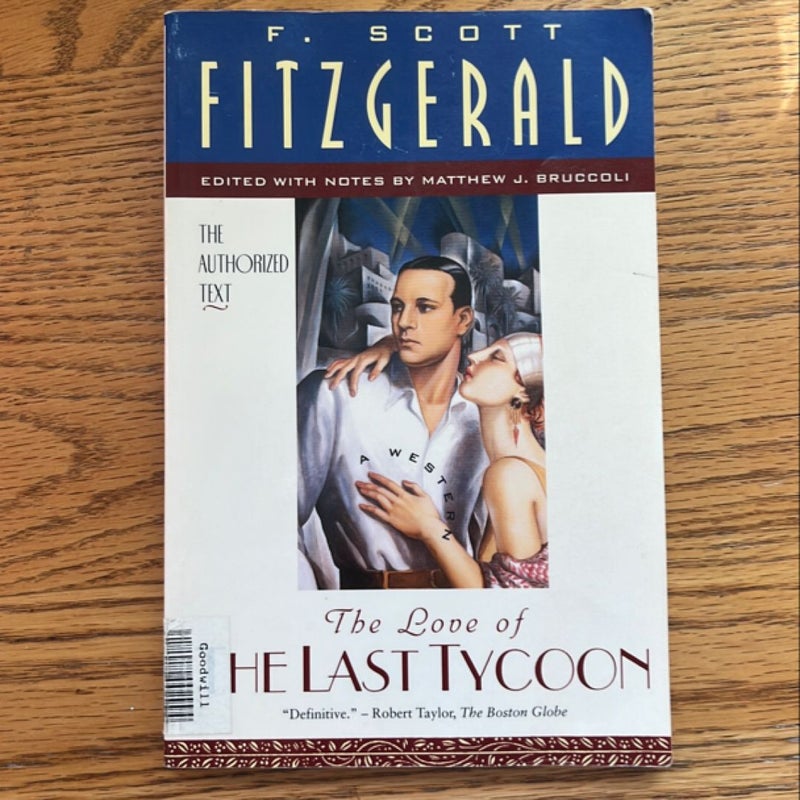 F. SCOTT
FITZGERALD
EDITED WITH NOTES BY MATTHEW J. BRUCCOLI
THE
AUTHORIZED
TEXT
A WESTERN
The Love of
HE LAST TYCOON
Goodwill
“Definitive.” – Robert Taylor, The Boston Globe